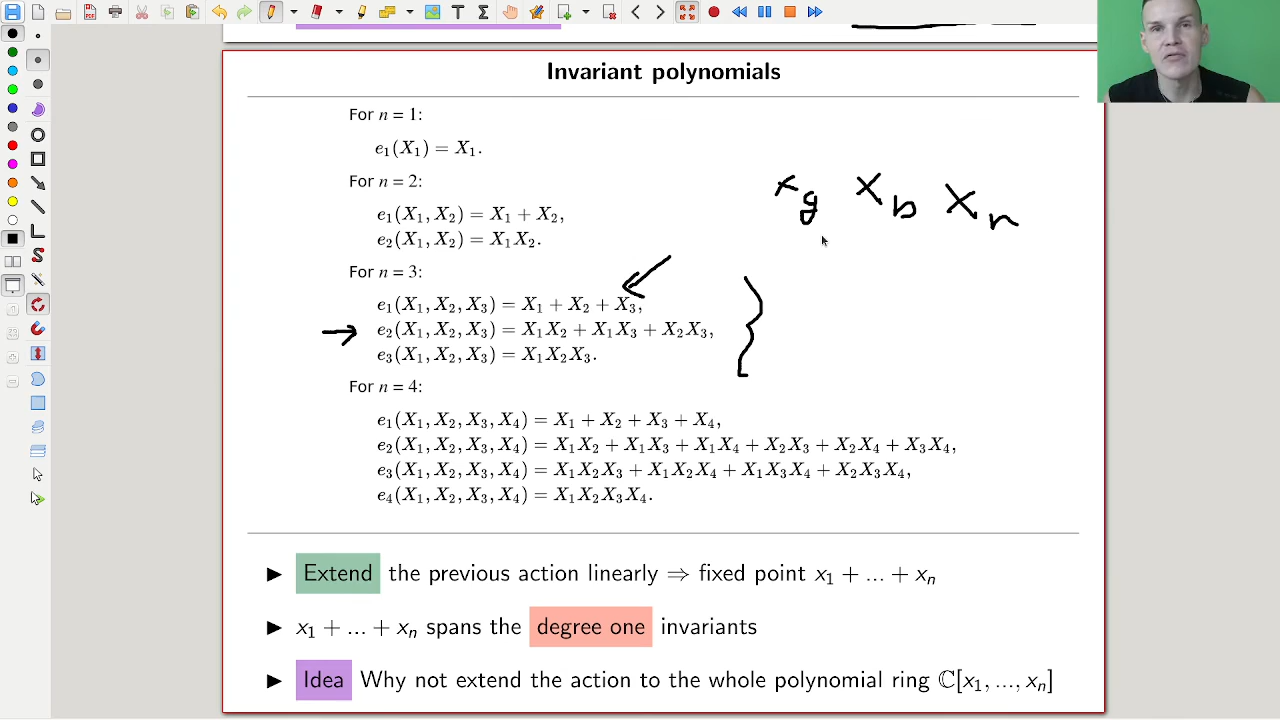 Invariant polynomials
For n = 1:
e₁(X₁) = X₁.
For n = 2:
e₁(X₁, X₂) = X₁ + X₂,
e₂(X₁, X₂) = X₁X₂.
x_g X_b X_r
For n = 3:
e₁(X₁, X₂, X₃) = X₁ + X₂ + X₃,
e₂(X₁, X₂, X₃) = X₁X₂ + X₁X₃ + X₂X₃,
e₃(X₁, X₂, X₃) = X₁X₂X₃.
For n = 4:
e₁(X₁, X₂, X₃, X₄) = X₁ + X₂ + X₃ + X₄,
e₂(X₁, X₂, X₃, X₄) = X₁X₂ + X₁X₃ + X₁X₄ + X₂X₃ + X₂X₄ + X₃X₄,
e₃(X₁, X₂, X₃, X₄) = X₁X₂X₃ + X₁X₂X₄ + X₁X₃X₄ + X₂X₃X₄,
e₄(X₁, X₂, X₃, X₄) = X₁X₂X₃X₄.
► Extend the previous action linearly ⇒ fixed point x₁ + ... + xₙ
► x₁ + ... + xₙ spans the degree one invariants
► Idea Why not extend the action to the whole polynomial ring ℂ[x₁, ..., xₙ]